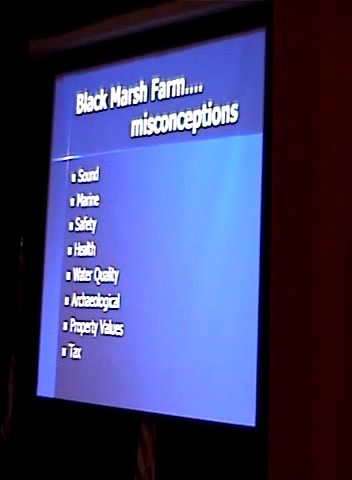 Black Marsh Farm....
misconceptions
Sound
Marine
Safety
Health
Water Quality
Archaeological
Property Values
Tax